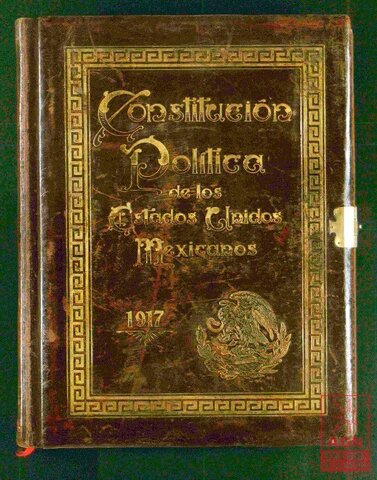 Constitución
Política
de los
Estados Unidos
Mexicanos
1917